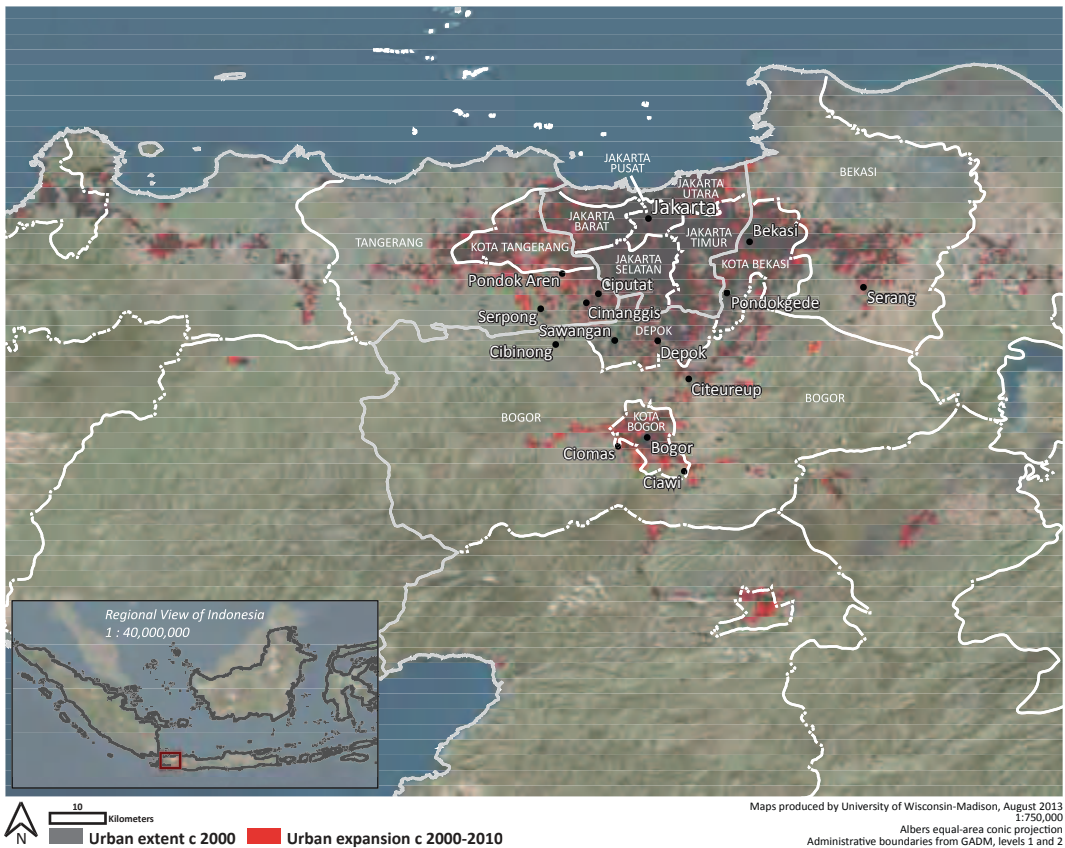 JAKARTA
PUSAT
BEKASI
JAKARTA
UTARA
Jakarta
JAKARTA
BARAT
JAKARTA
TIMUR
Bekasi
TANGERANG
KOTA TANGERANG
JAKARTA
SELATAN
KOTA BEKASI
Pondok Aren
Ciputat
Serang
Pondokgede
Serpong
Cimanggis
Sawangan
DEPOK
Cibinong
Depok
Citeureup
BOGOR
BOGOR
KOTA
BOGOR
Bogor
Ciomas
Ciawi
Regional View of Indonesia
1 : 40,000,000
10
Kilometers
N
Urban extent c 2000
Urban expansion c 2000-2010
Maps produced by University of Wisconsin-Madison, August 2013
1:750,000
Albers equal-area conic projection
Administrative boundaries from GADM, levels 1 and 2